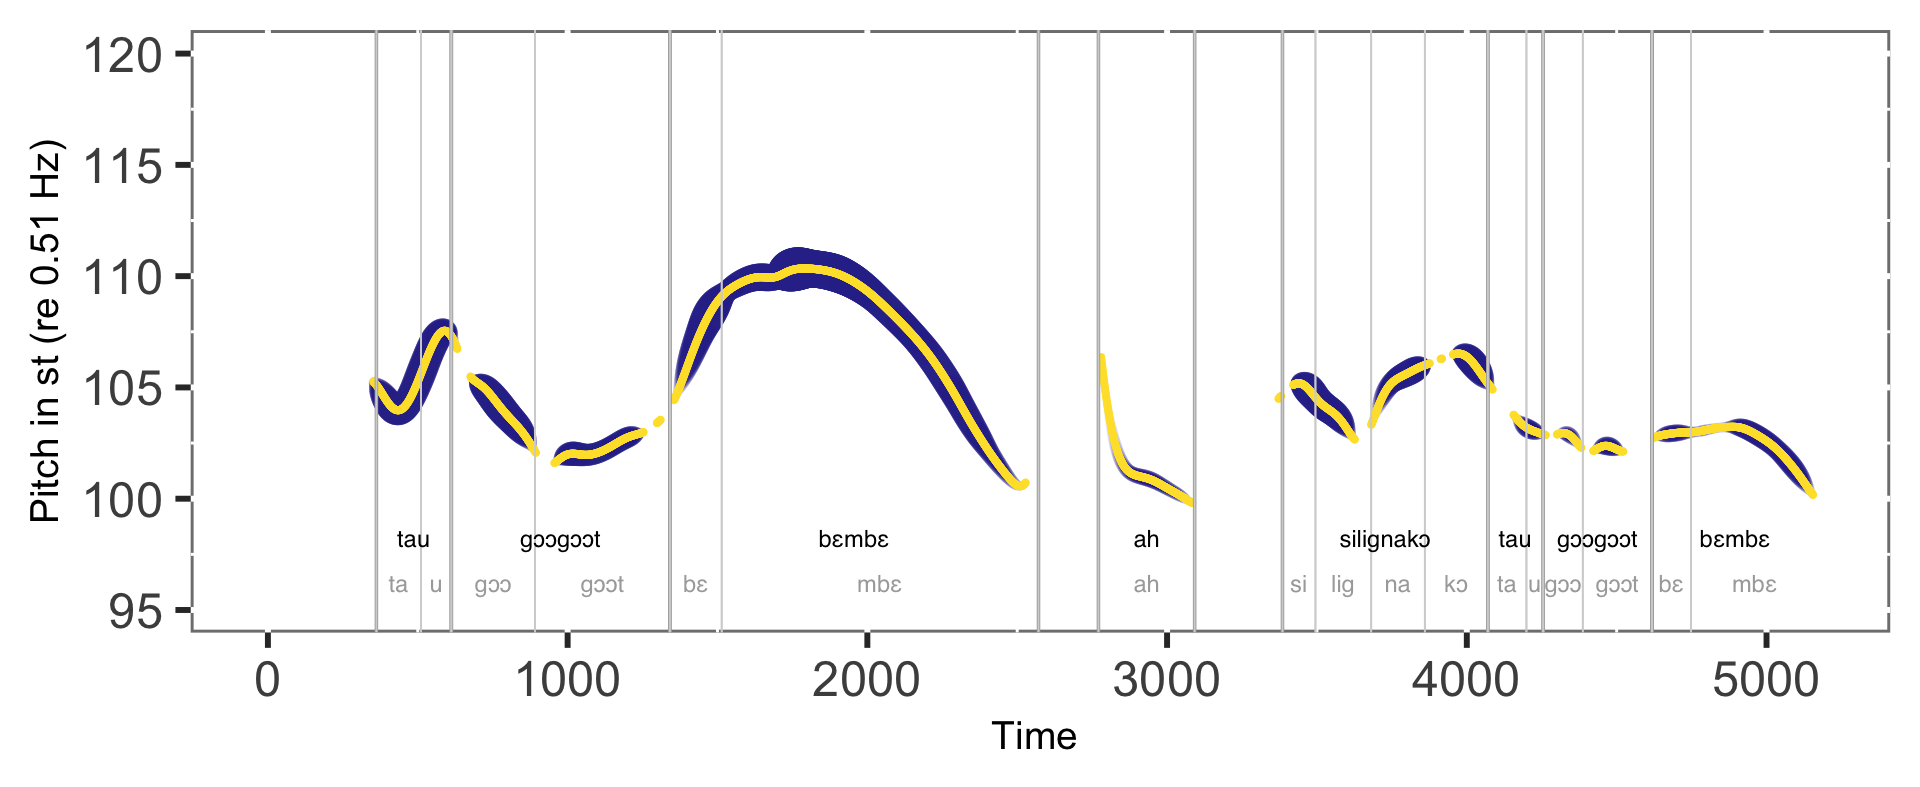 120
115
110
105
100
95
Pitch in st (re 0.51 Hz)
tau gɔɔgɔɔt bɛmbɛ ah silignakɔ tau gɔɔgɔɔt bɛmbɛ
ta u gɔɔ gɔɔt bɛ mbɛ ah si lig na kɔ ta u gɔɔ gɔɔt bɛ mbɛ
0 1000 2000 3000 4000 5000
Time